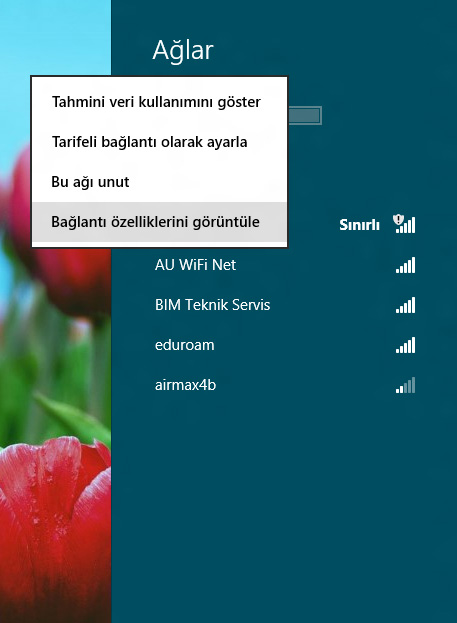 Ağlar
Tahmini veri kullanımını göster
Tarifeli bağlantı olarak ayarla
Bu ağı unut
Bağlantı özelliklerini görüntüle
Sınırlı
AU WiFi Net
BIM Teknik Servis
eduroam
airmax4b